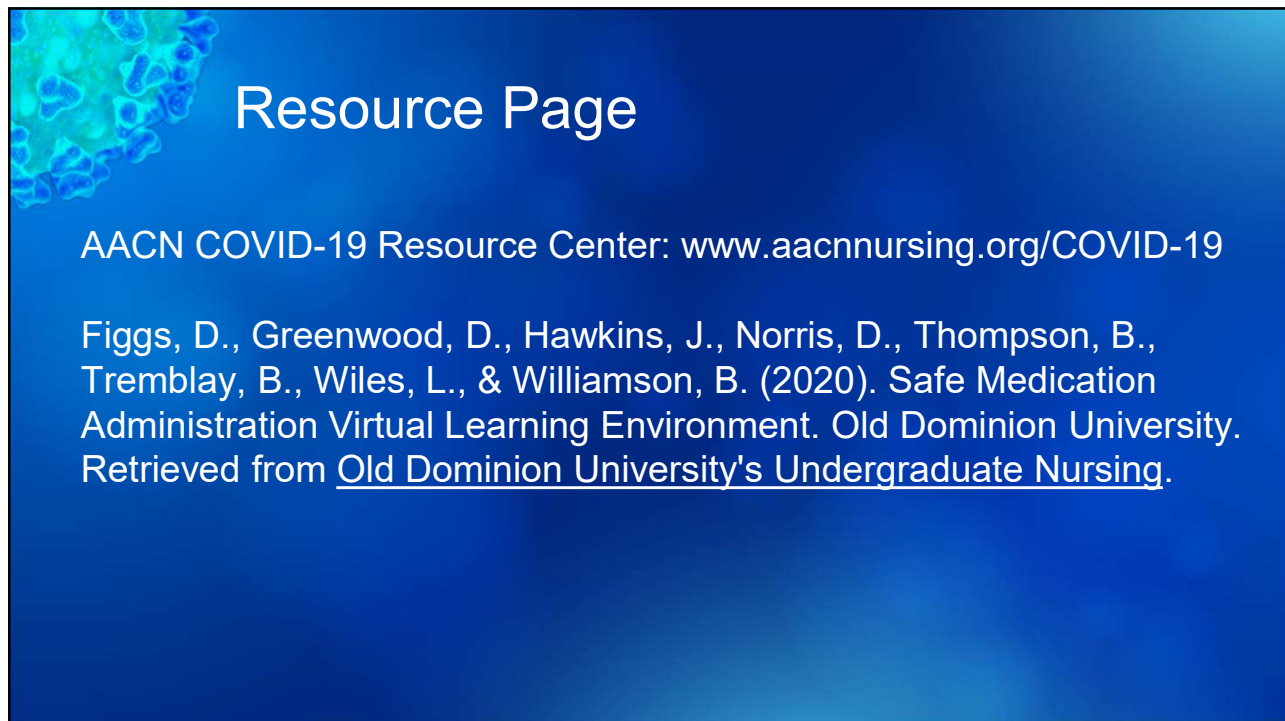 Resource Page
AACN COVID-19 Resource Center: www.aacnnursing.org/COVID-19
Figgs, D., Greenwood, D., Hawkins, J., Norris, D., Thompson, B.,
Tremblay, B., Wiles, L., & Williamson, B. (2020). Safe Medication
Administration Virtual Learning Environment. Old Dominion University.
Retrieved from Old Dominion University's Undergraduate Nursing.